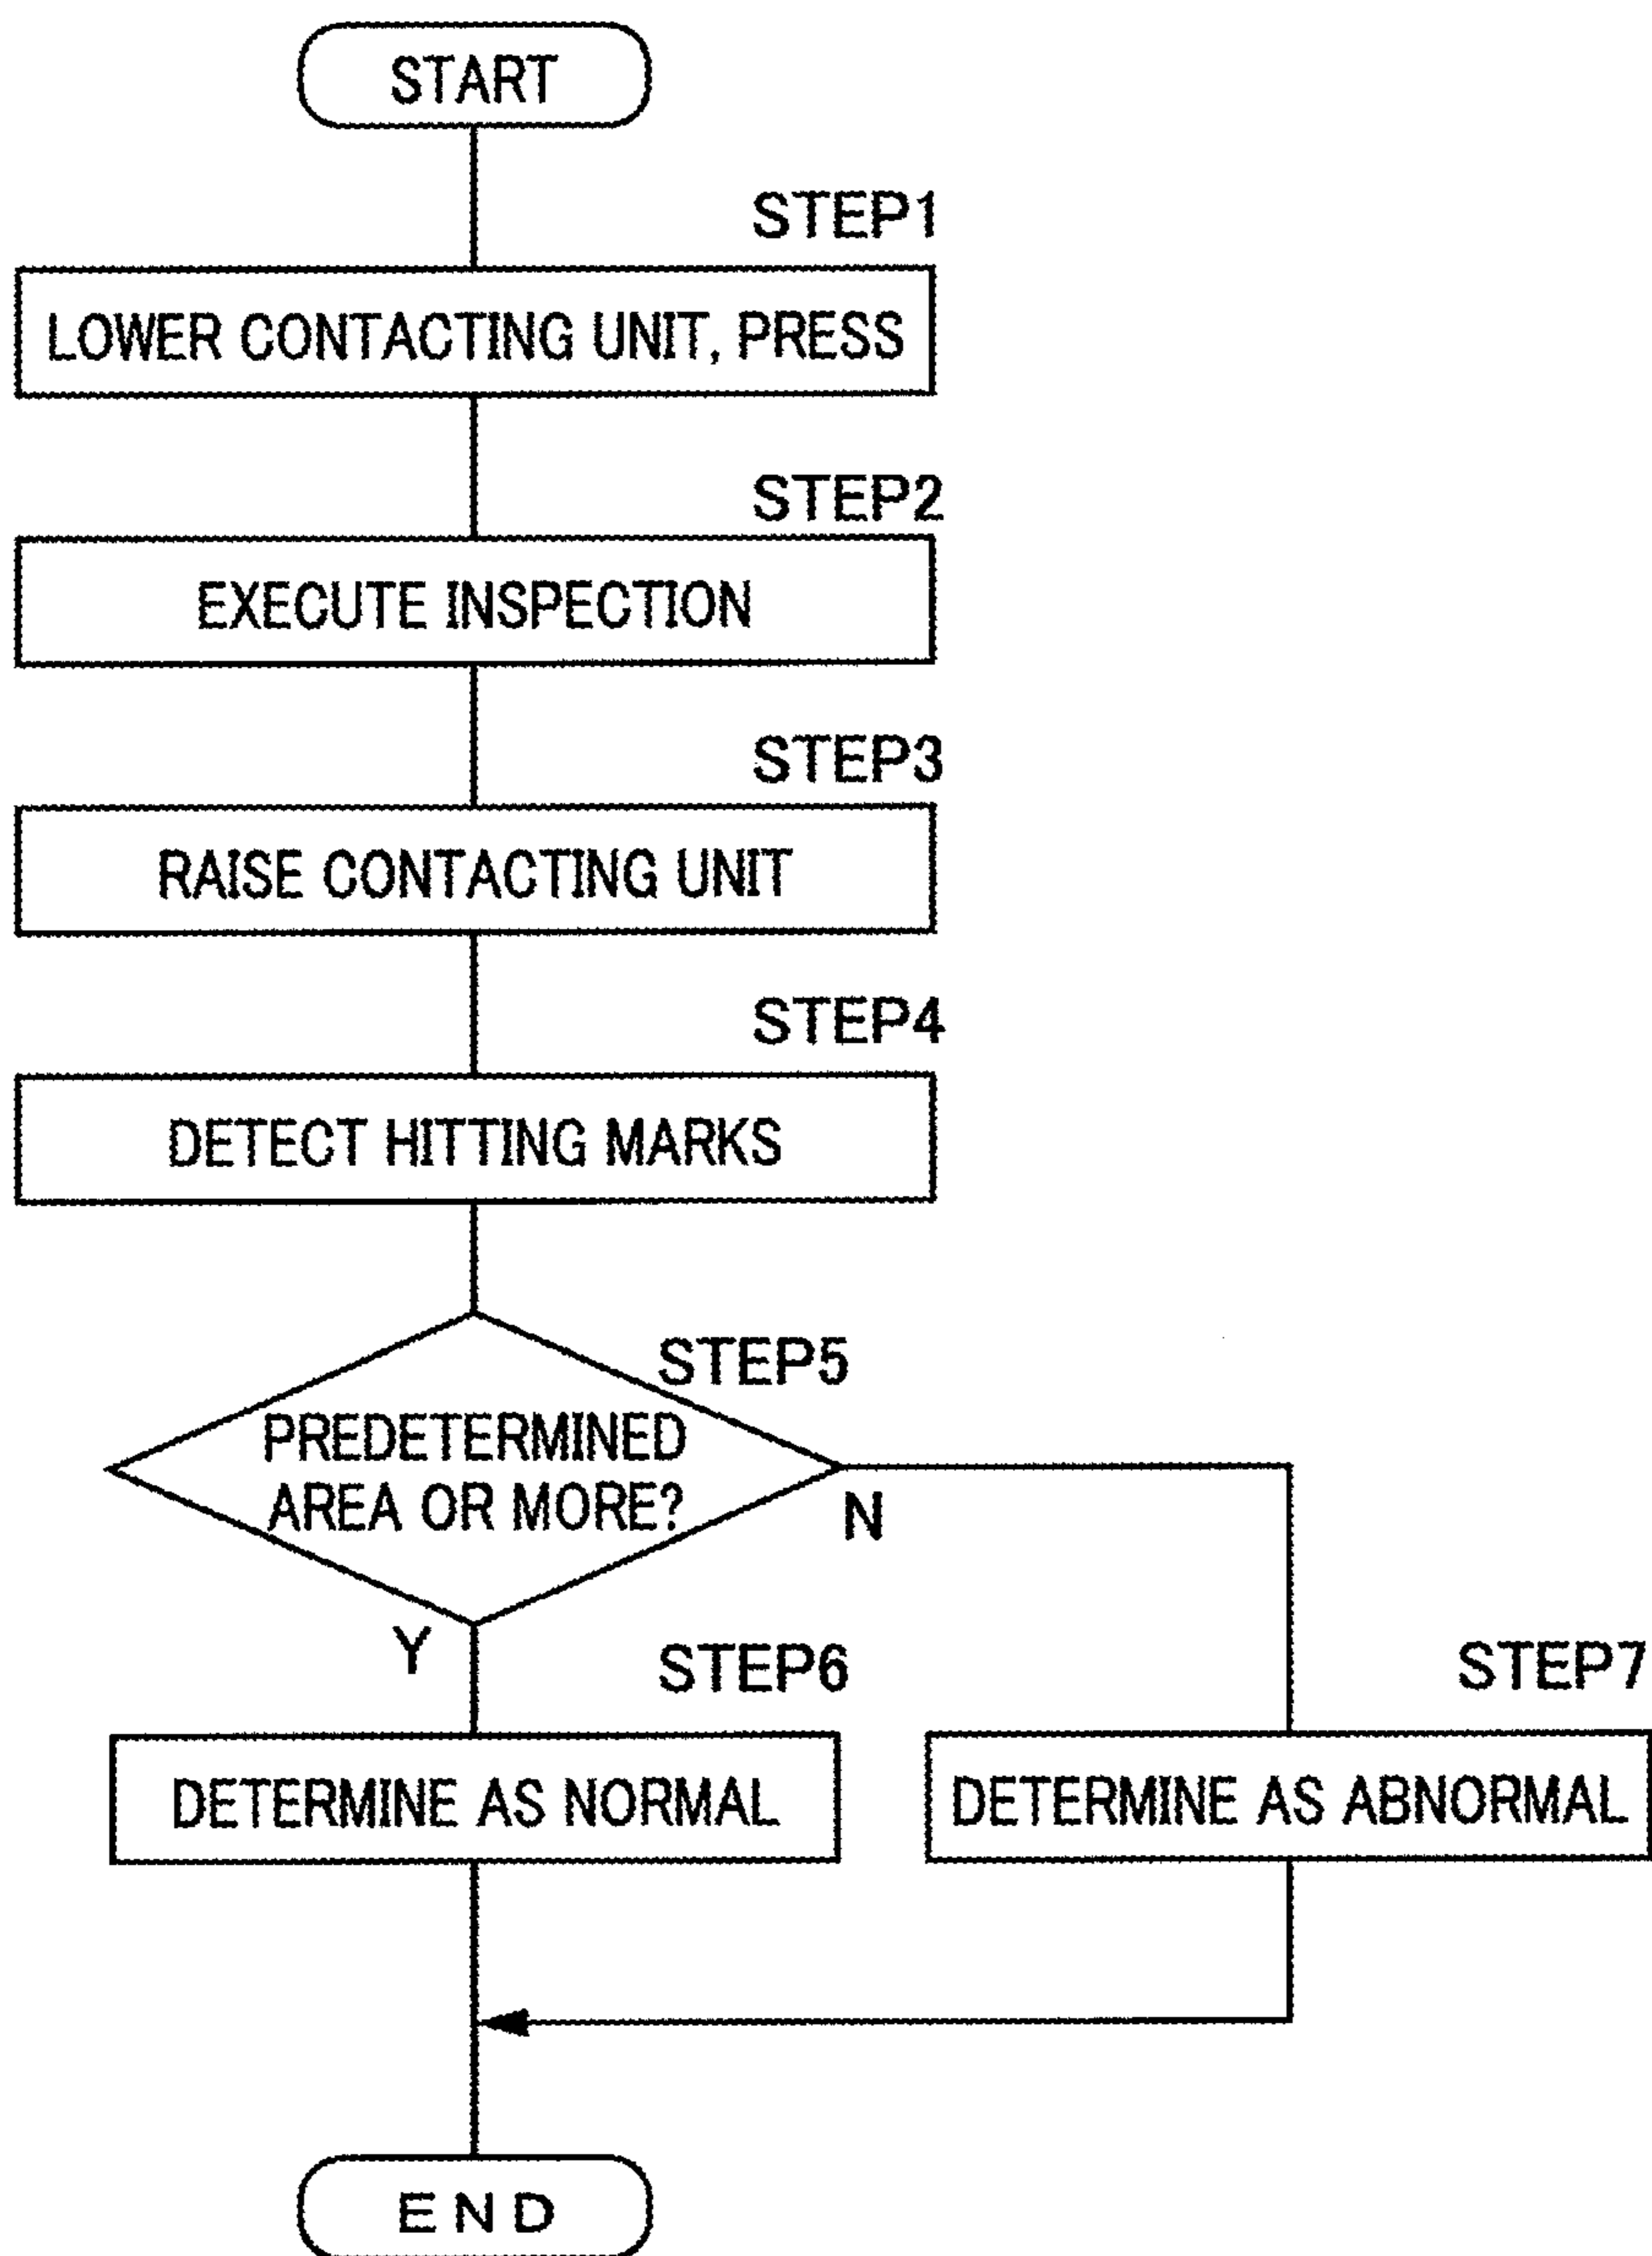 START
STEP1
LOWER CONTACTING UNIT, PRESS
STEP2
EXECUTE INSPECTION
STEP3
RAISE CONTACTING UNIT
STEP4
DETECT HITTING MARKS
STEP5
PREDETERMINED
AREA OR MORE?
N
Y
STEP6
STEP7
DETERMINE AS NORMAL
DETERMINE AS ABNORMAL
END